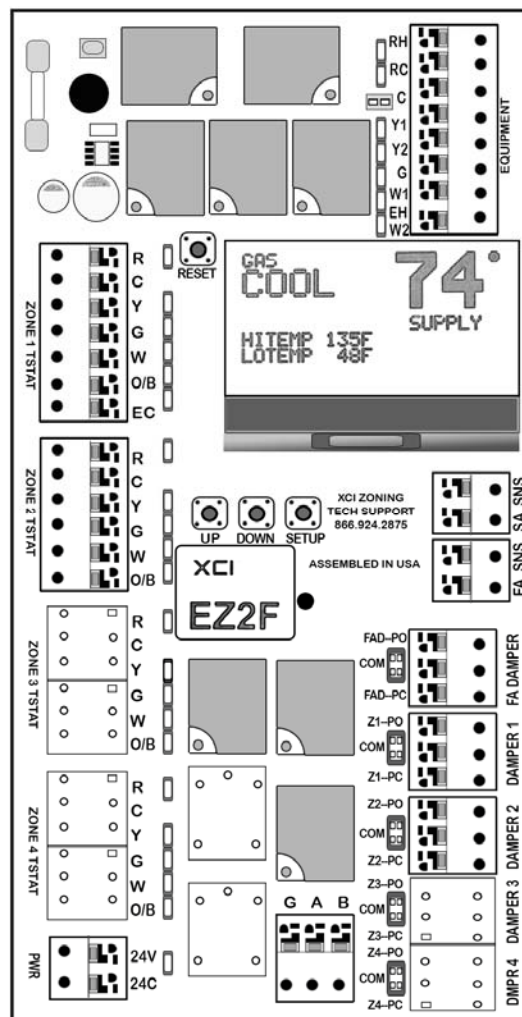 RH
RC
C
Y1
Y2
G
W1
EH
W2
EQUIPMENT
RESET
GAS
COOL
74°
SUPPLY
HITEMP 135F
LOTEMP 48F
ZONE 1 TSTAT
R
C
Y
G
W
O/B
EC
ZONE 2 TSTAT
R
C
Y
G
W
O/B
UP
DOWN
SETUP
XCI ZONING
TECH SUPPORT
866.924.2875
ASSEMBLED IN USA
SA SNS
FA SNS
XCI
EZ2F
ZONE 3 TSTAT
R
C
Y
G
W
O/B
ZONE 4 TSTAT
R
C
Y
G
W
O/B
PWR
24V
24C
G A B
FAD-PO
COM
FAD-PC
FA DAMPER
Z1-PO
COM
Z1-PC
DAMPER 1
Z2-PO
COM
Z2-PC
DAMPER 2
Z3-PO
COM
Z3-PC
DAMPER 3
Z4-PO
COM
Z4-PC
DMPR 4